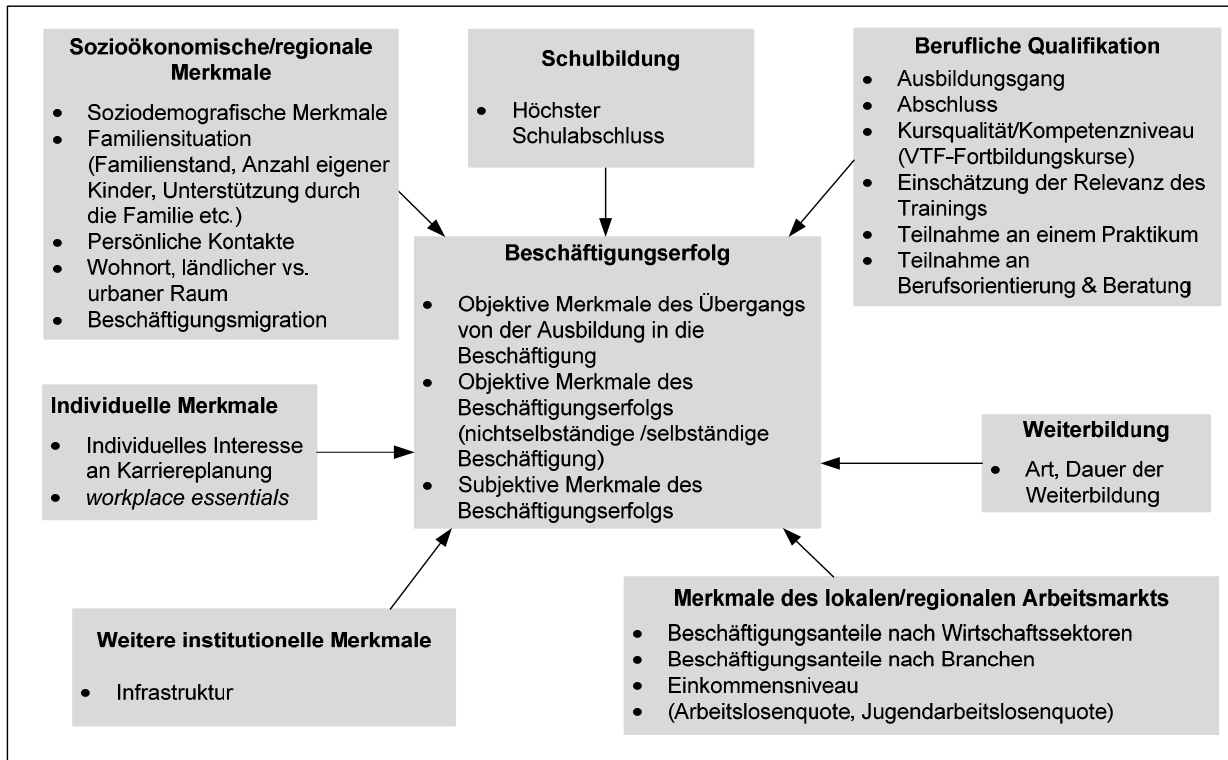 Sozioökonomische/regionale
Merkmale
• Soziodemografische Merkmale
• Familiensituation
(Familienstand, Anzahl eigener
Kinder, Unterstützung durch
die Familie etc.)
• Persönliche Kontakte
• Wohnort, ländlicher vs.
urbaner Raum
• Beschäftigungsmigration
Schulbildung
• Höchster
Schulabschluss
Berufliche Qualifikation
• Ausbildungsgang
• Abschluss
• Kursqualität/Kompetenzniveau
(VTF-Fortbildungskurse)
• Einschätzung der Relevanz des
Trainings
• Teilnahme an einem Praktikum
• Teilnahme an
Berufsorientierung & Beratung
Beschäftigungserfolg
• Objektive Merkmale des Übergangs
von der Ausbildung in die
Beschäftigung
• Objektive Merkmale des
Beschäftigungserfolgs
(nichtselbständige /selbständige
Beschäftigung)
• Subjektive Merkmale des
Beschäftigungserfolgs
Individuelle Merkmale
• Individuelles Interesse
an Karriereplanung
• workplace essentials
Weiterbildung
• Art, Dauer der
Weiterbildung
Weitere institutionelle Merkmale
• Infrastruktur
Merkmale des lokalen/regionalen Arbeitsmarkts
• Beschäftigungsanteile nach Wirtschaftssektoren
• Beschäftigungsanteile nach Branchen
• Einkommensniveau
• (Arbeitslosenquote, Jugendarbeitslosenquote)